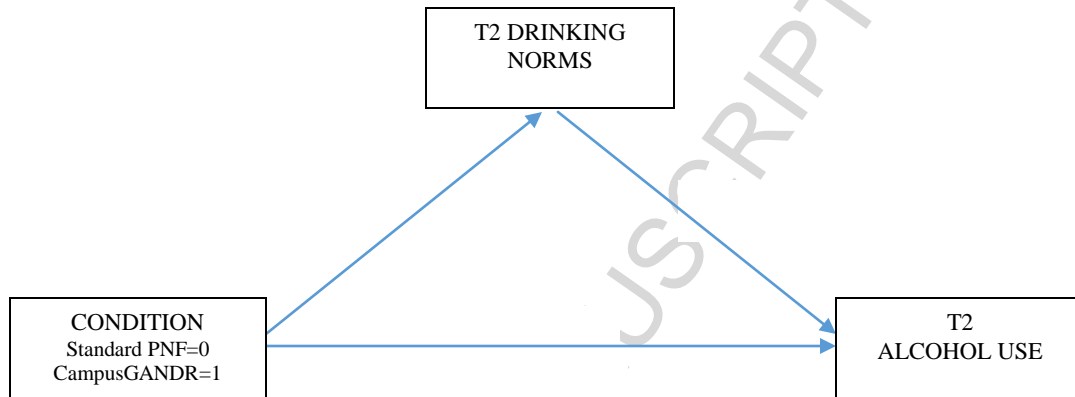 T2 DRINKING
NORMS
CONDITION
Standard PNF=0
CampusGANDR=1
T2
ALCOHOL USE